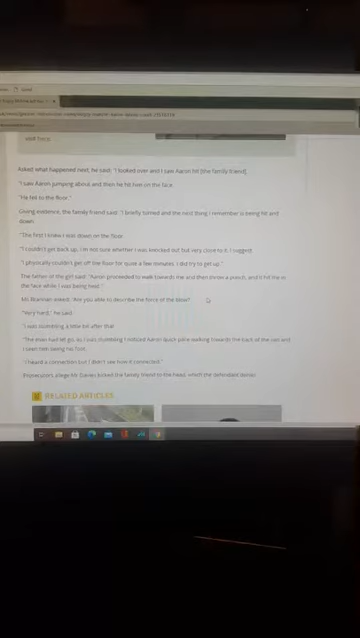 Asked what happened next, he said: "I looked over and I saw Aaron hit [the family friend].
"I saw Aaron jumping about and then he hit him on the face.
"He fell to the floor."
Giving evidence, the family friend said: "I briefly turned and the next thing I remember is being hit and
down.
"The first I knew I was down on the floor.
"I couldn't get back up, I'm not sure whether I was knocked out but very close to it, I suggest.
"I physically couldn't get off the floor for quite a few minutes. I did try to get up."
The father of the girl said: "Aaron proceeded to walk towards me and then threw a punch, and it hit me in
the face while I was being held."
Ms Brannan asked: "Are you able to describe the force of the blow?"
"Very hard," he said.
"I was stumbling a little bit after that.
"The man had let go, as I was stumbling I noticed Aaron quick pace walking towards the back of the van and
I seen him swing his foot.
"I heard a connection but I didn't see how it connected."
Prosecutors allege Mr Davies kicked the family friend to the head, which the defendant denies.
RELATED ARTICLES